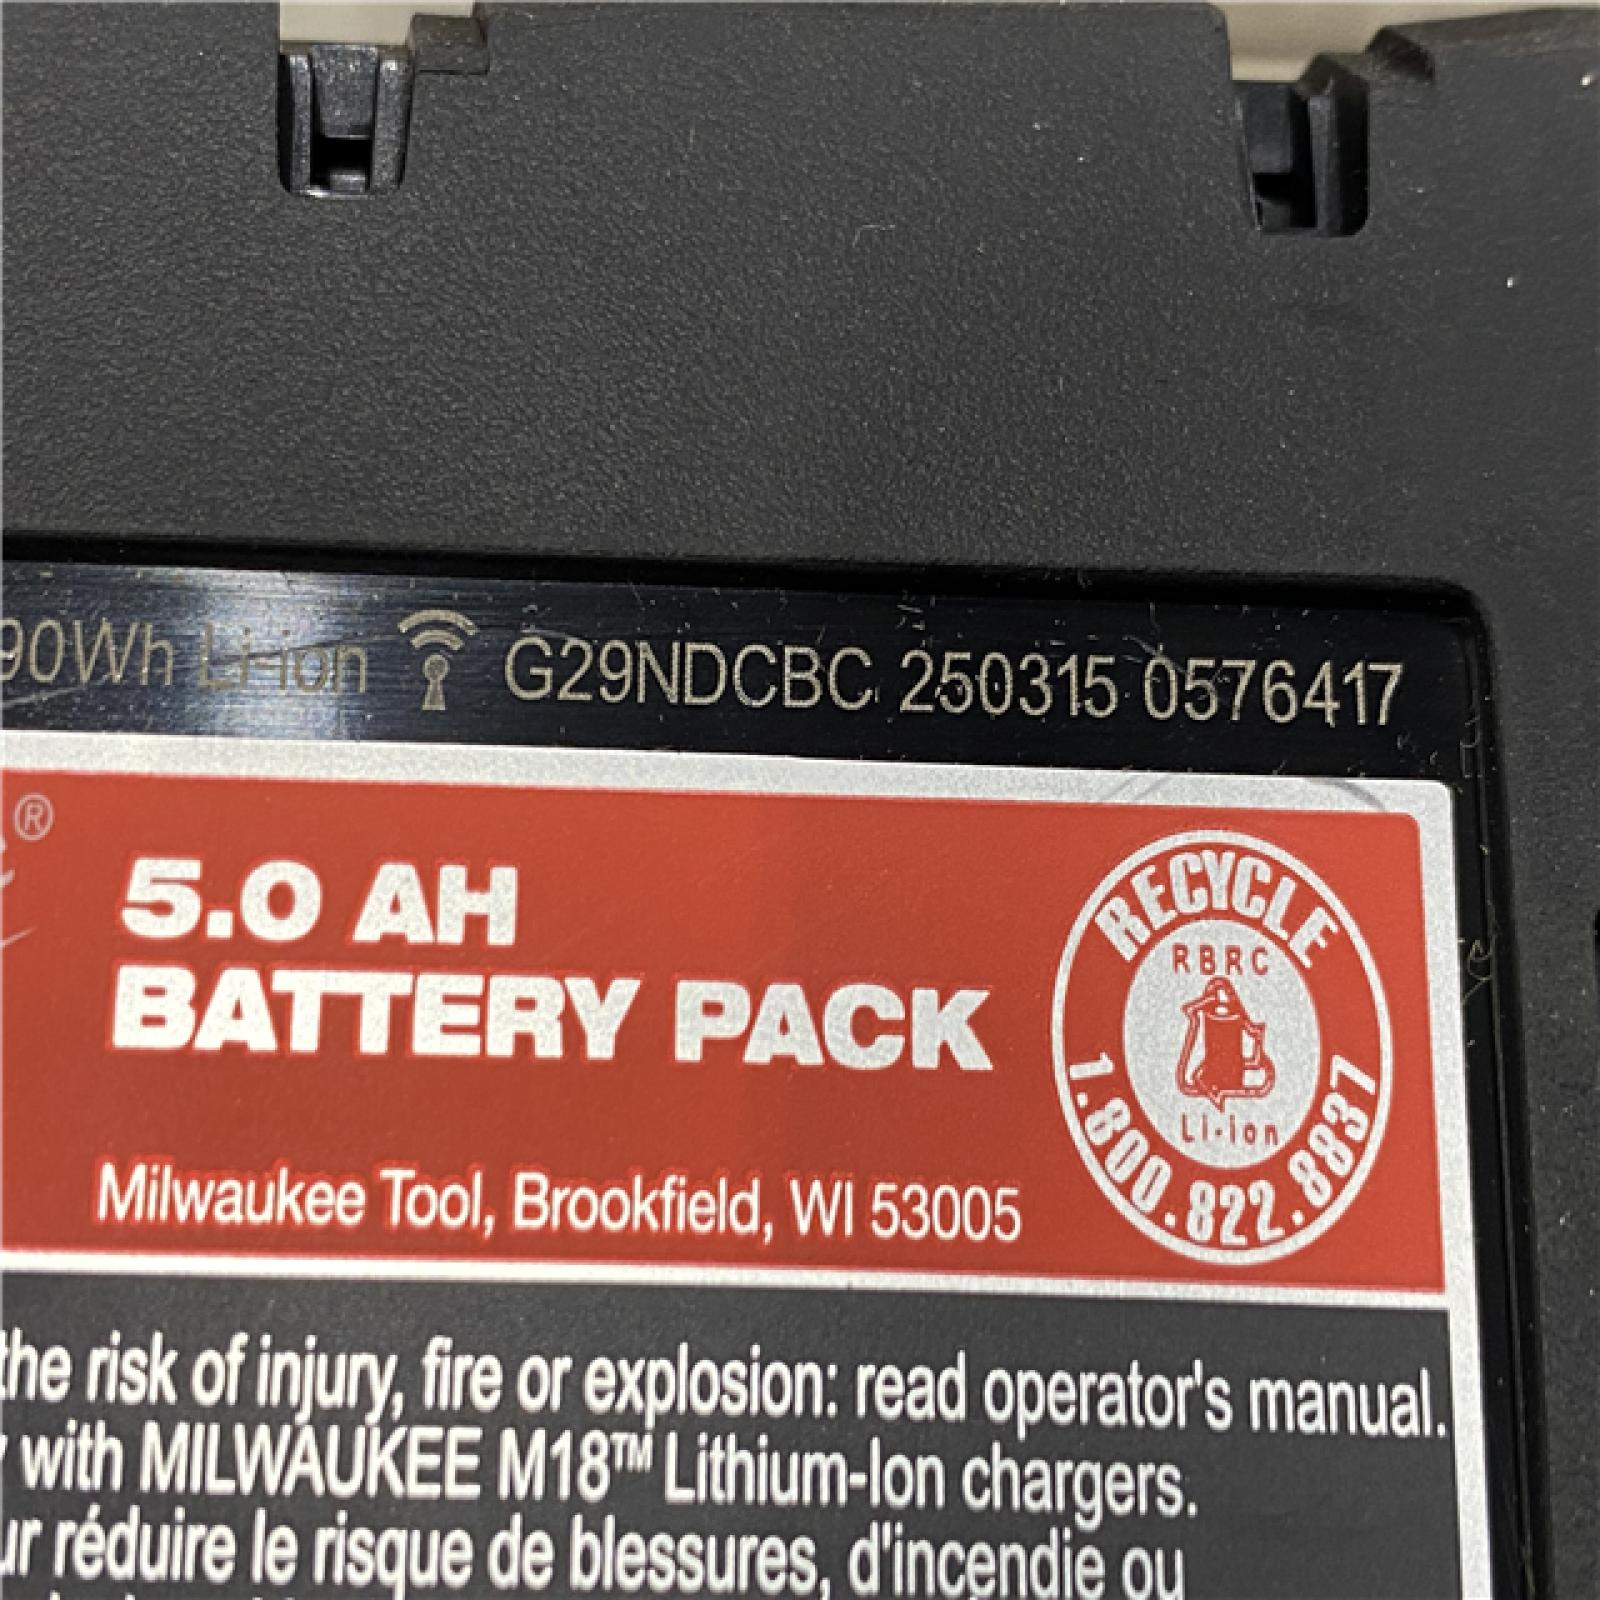 90Wh Li-ion G29NDCBC 250315 0576417
®
5.0 AH
BATTERY PACK
RECYCLE
RBRC
Li-Ion
1.800.822.8837
Milwaukee Tool, Brookfield, WI 53005
the risk of injury, fire or explosion: read operator's manual.
with MILWAUKEE M18™ Lithium-Ion chargers.
réduire le risque de blessures, d'incendie ou